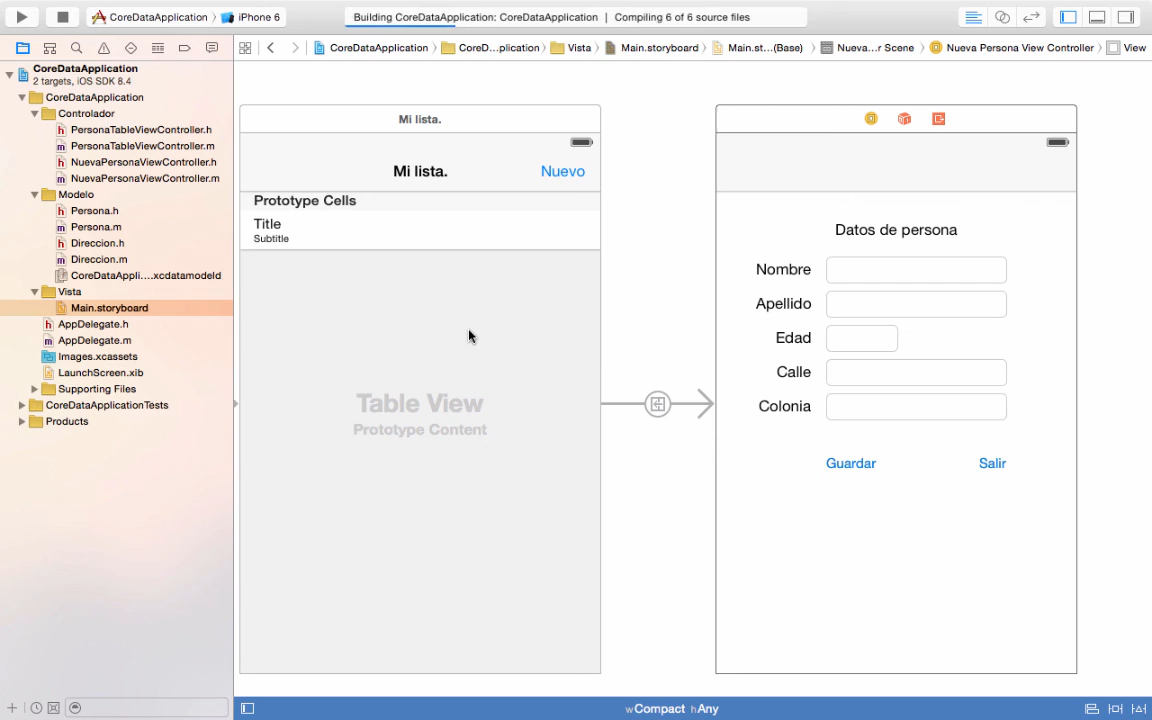 CoreDataApplication iPhone 6 Building CoreDataApplication: CoreDataApplication | Compiling 6 of 6 source files
CoreDataApplication CoreD...plication Vista Main.storyboard Main.st...(Base) Nueva...r Scene Nueva Persona View Controller View
CoreDataApplication
2 targets, iOS SDK 8.4
CoreDataApplication
Controlador
h PersonaTableViewController.h
m PersonaTableViewController.m
h NuevaPersonaViewController.h
m NuevaPersonaViewController.m
Modelo
h Persona.h
m Persona.m
h Direccion.h
m Direccion.m
CoreDataAppli....xcdatamodeld
Vista
Main.storyboard
h AppDelegate.h
m AppDelegate.m
Images.xcassets
LaunchScreen.xib
Supporting Files
CoreDataApplicationTests
Products
Mi lista.
Mi lista. Nuevo
Prototype Cells
Title
Subtitle
Table View
Prototype Content
Datos de persona
Nombre
Apellido
Edad
Calle
Colonia
Guardar Salir
wCompact hAny